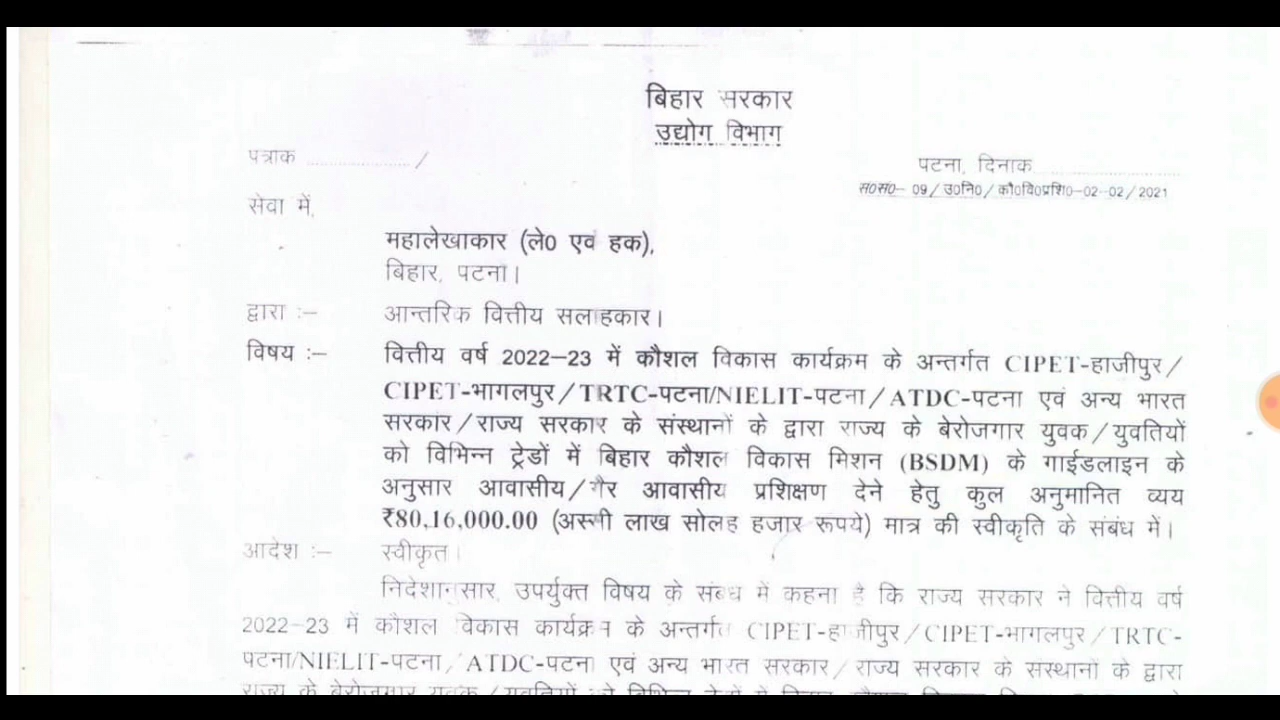 बिहार सरकार
उद्योग विभाग
पत्राक ................... /
पटना, दिनाक......................
स0सं0– 09/उ0नि0/कौ0वि0प्रशि0–02–02/2021
सेवा में,
महालेखाकार (ले0 एवं हक),
बिहार, पटना।
द्वारा :–
आन्तरिक वित्तीय सलाहकार।
विषय :–
वित्तीय वर्ष 2022–23 में कौशल विकास कार्यक्रम के अन्तर्गत CIPET-हाजीपुर/
CIPET-भागलपुर/TRTC-पटना/NIELIT-पटना/ATDC-पटना एवं अन्य भारत
सरकार/राज्य सरकार के संस्थानों के द्वारा राज्य के बेरोजगार युवक/युवतियों
को विभिन्न ट्रेडों में बिहार कौशल विकास मिशन (BSDM) के गाईडलाइन के
अनुसार आवासीय/गैर आवासीय प्रशिक्षण देने हेतु कुल अनुमानित व्यय
₹80,16,000.00 (अस्सी लाख सोलह हजार रूपये) मात्र की स्वीकृति के संबंध में।
आदेश :–
स्वीकृत।
निदेशानुसार, उपर्युक्त विषय के संबंध में कहना है कि राज्य सरकार ने वित्तीय वर्ष
2022–23 में कौशल विकास कार्यक्रम के अन्तर्गत CIPET-हाजीपुर/CIPET-भागलपुर/TRTC-
पटना/NIELIT-पटना/ATDC-पटना एवं अन्य भारत सरकार/राज्य सरकार के संस्थानों के द्वारा
राज्य के बेरोजगार युवक/युवतियों को विभिन्न ट्रेडों में बिहार